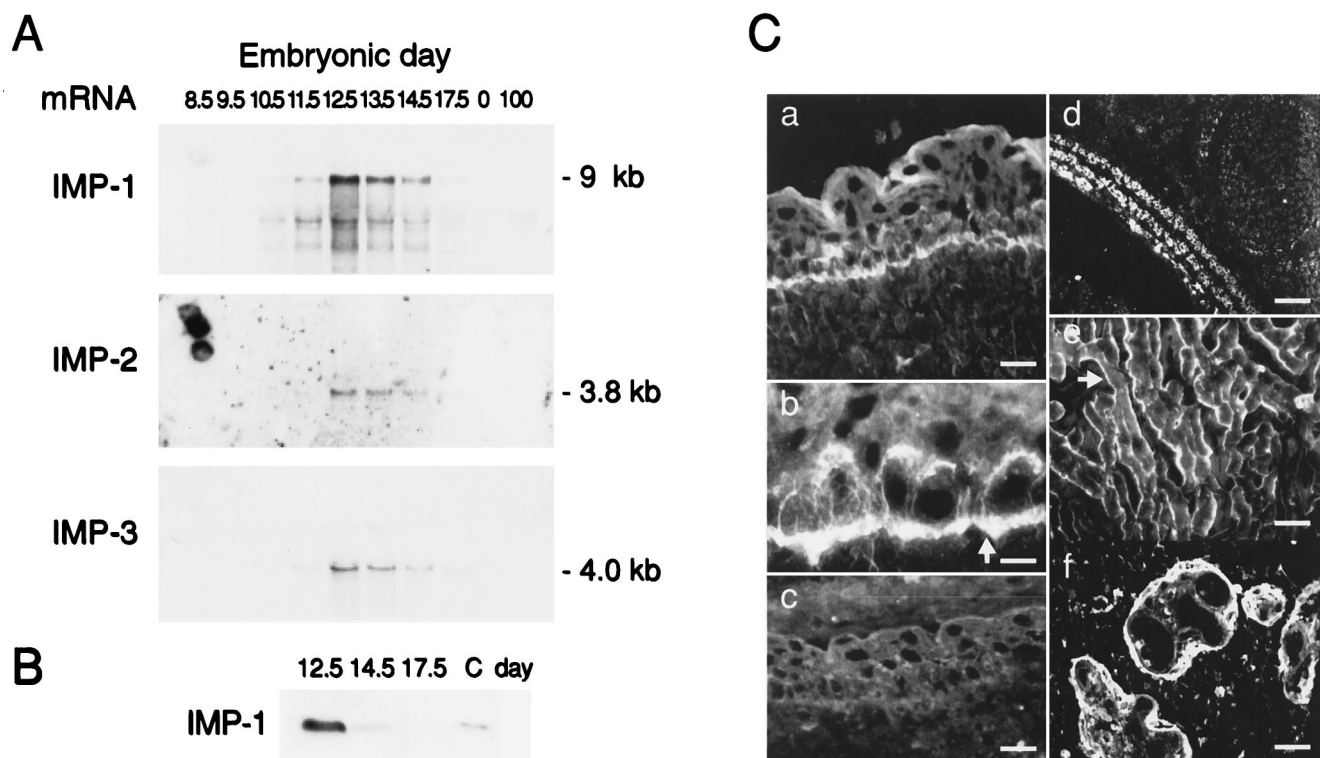 A
Embryonic day
mRNA 8.5 9.5 10.5 11.5 12.5 13.5 14.5 17.5 0 100
IMP-1
- 9 kb
IMP-2
- 3.8 kb
IMP-3
- 4.0 kb
B
12.5 14.5 17.5 C day
IMP-1
C
a
b
c
d
e
f